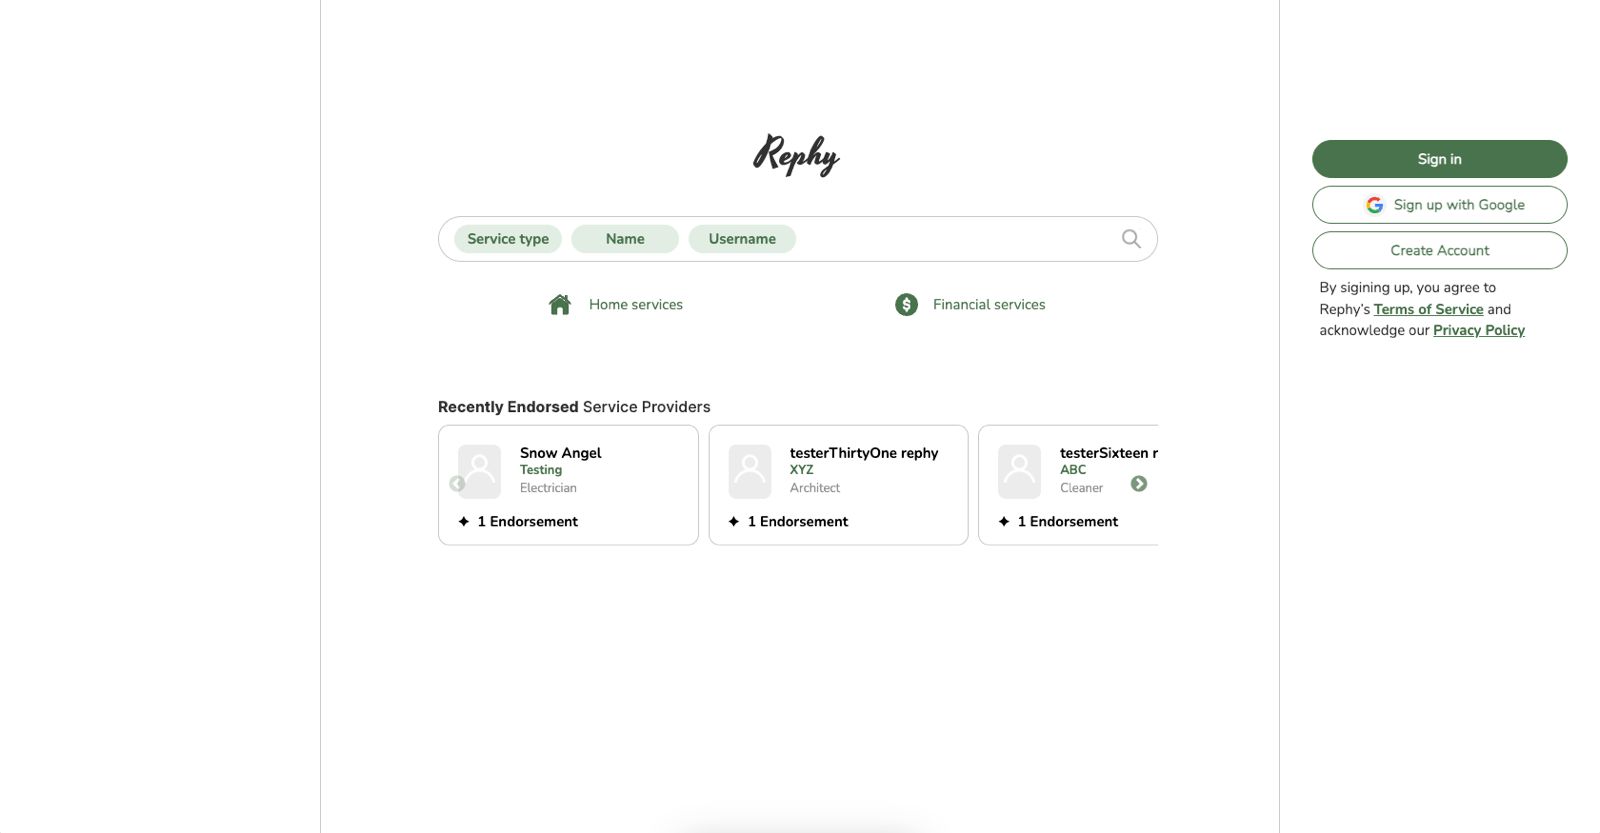 Rephy
Service type
Name
Username
Home services
Financial services
Recently Endorsed Service Providers
Snow Angel
Testing
Electrician
1 Endorsement
testerThirtyOne rephy
XYZ
Architect
1 Endorsement
testerSixteen r
ABC
Cleaner
1 Endorsement
Sign in
Sign up with Google
Create Account
By sigining up, you agree to
Rephy's Terms of Service and
acknowledge our Privacy Policy